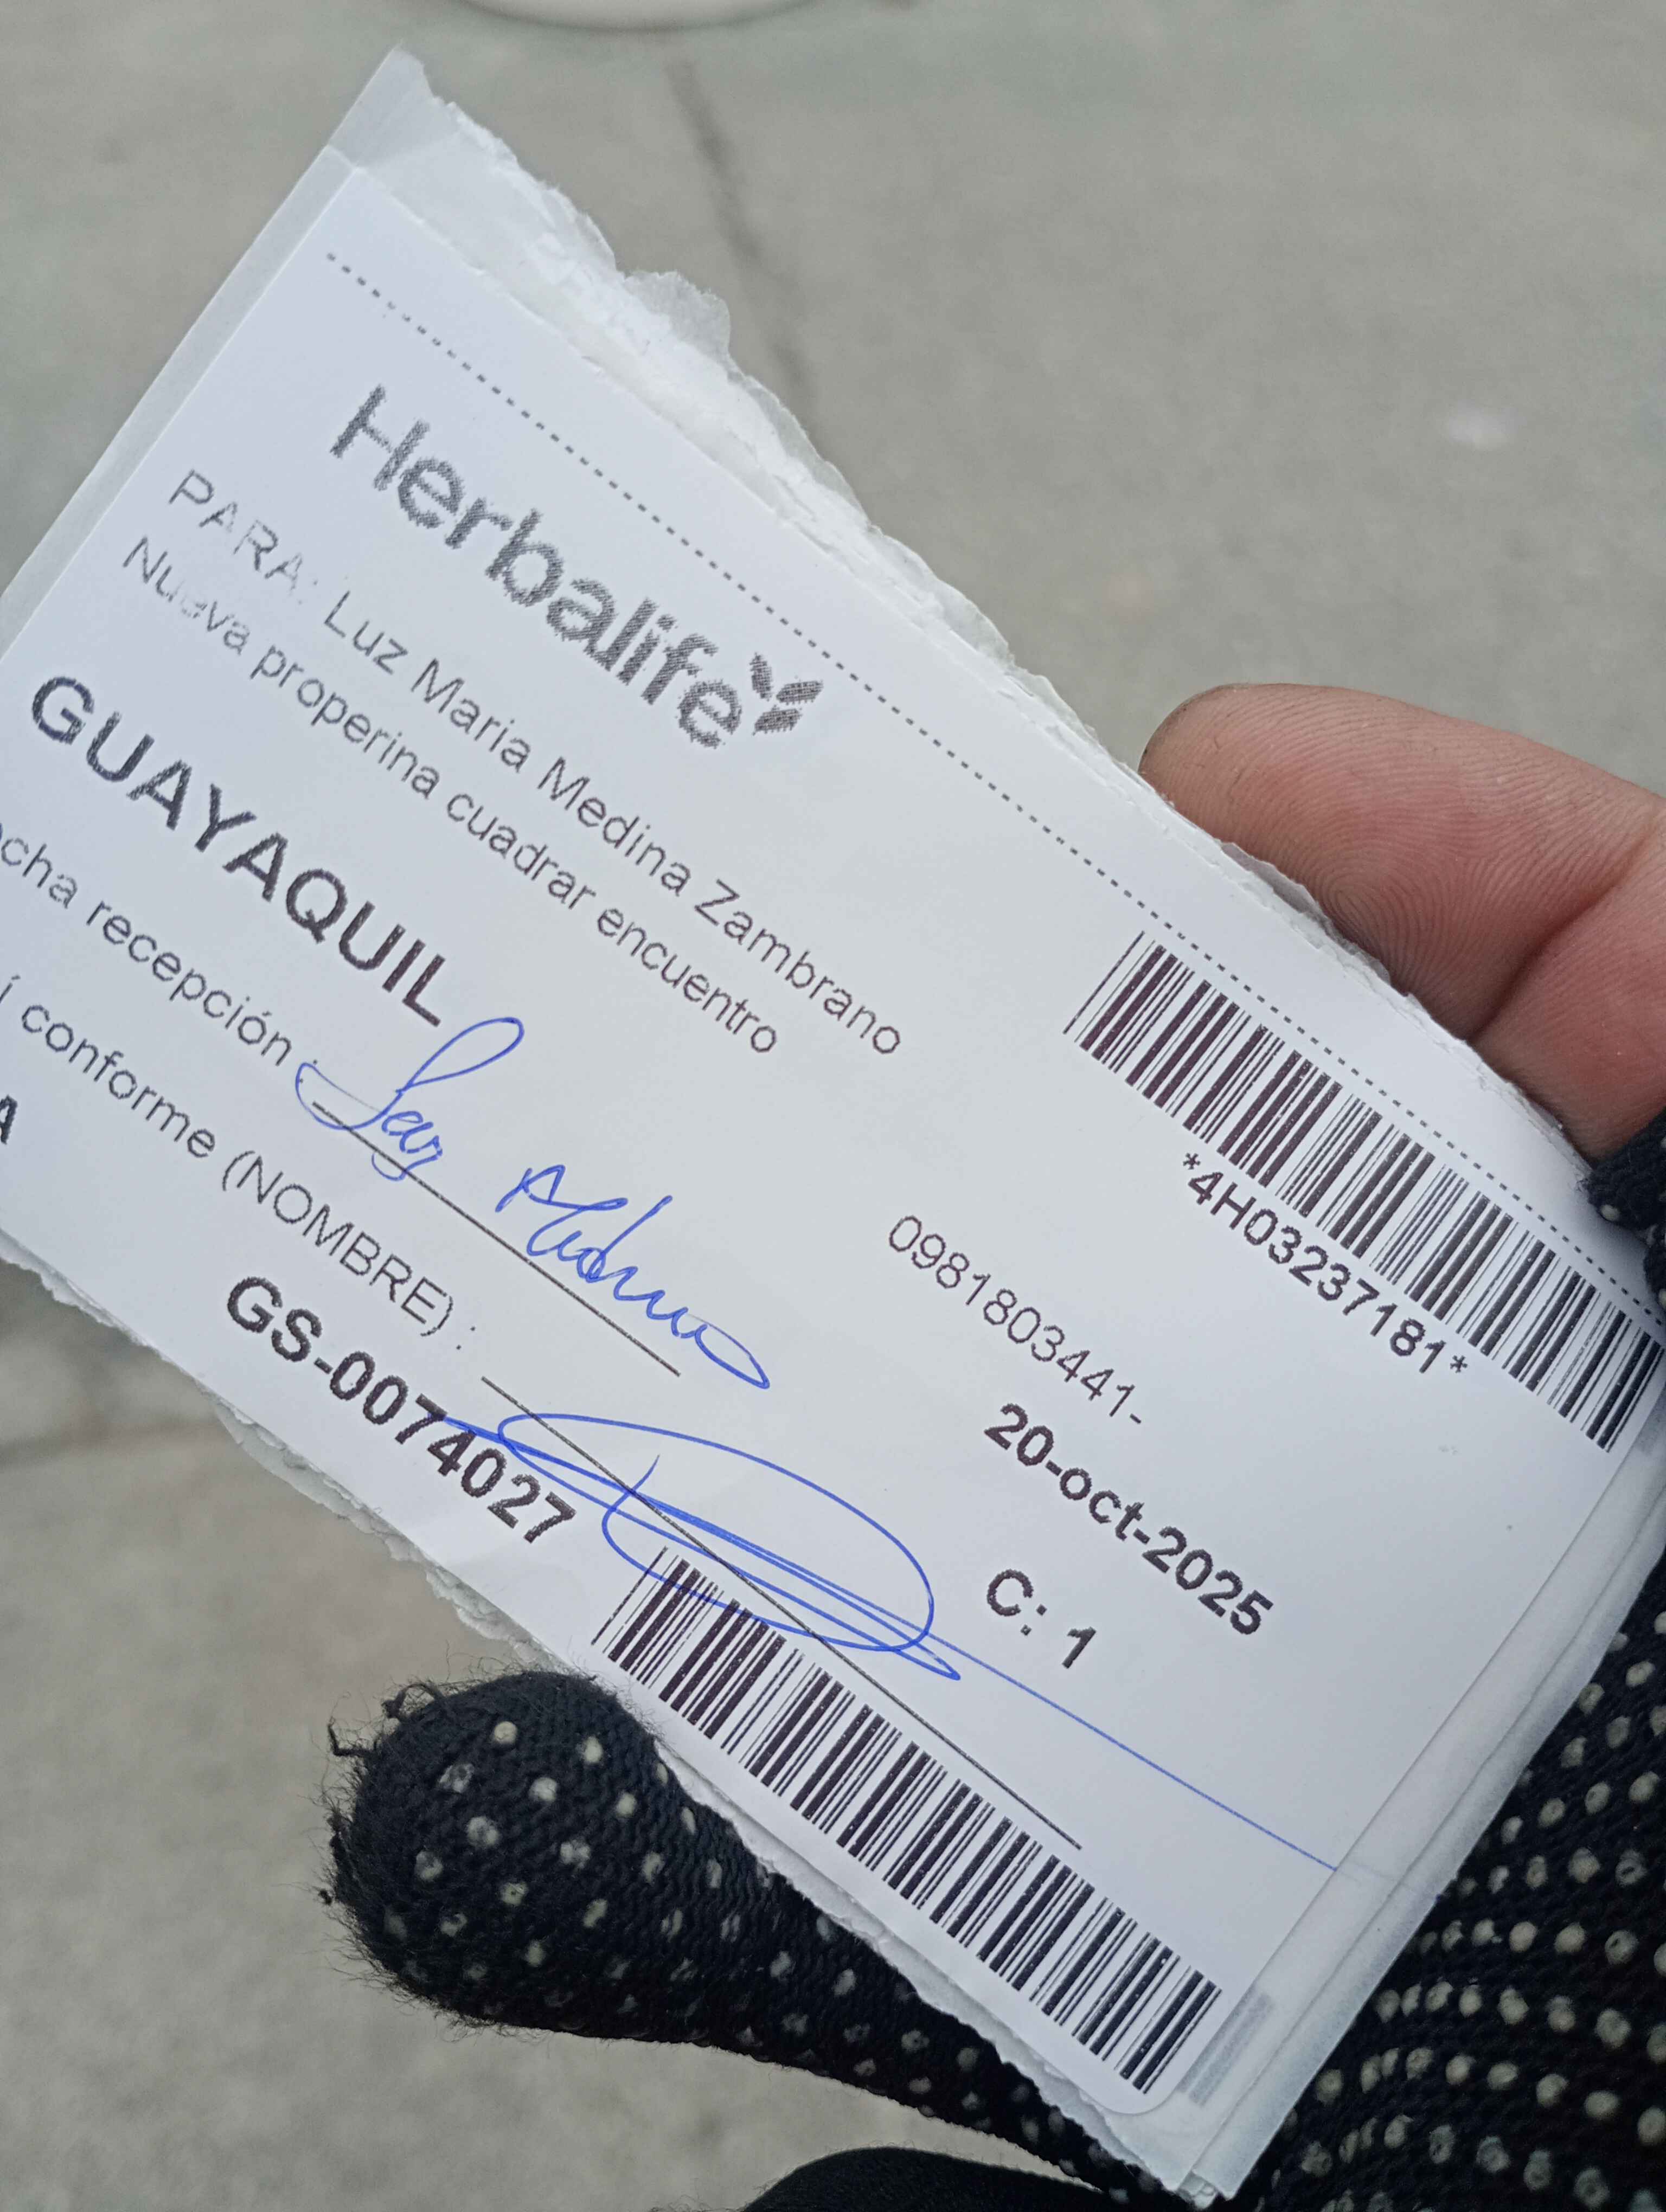 Herbalife
*4H03237181*
PARA: Luz Maria Medina Zambrano
0981803441-
Nueva properina cuadrar encuentro
GUAYAQUIL
20-oct-2025
cha recepción
C: 1
í conforme (NOMBRE) :
A
GS-0074027